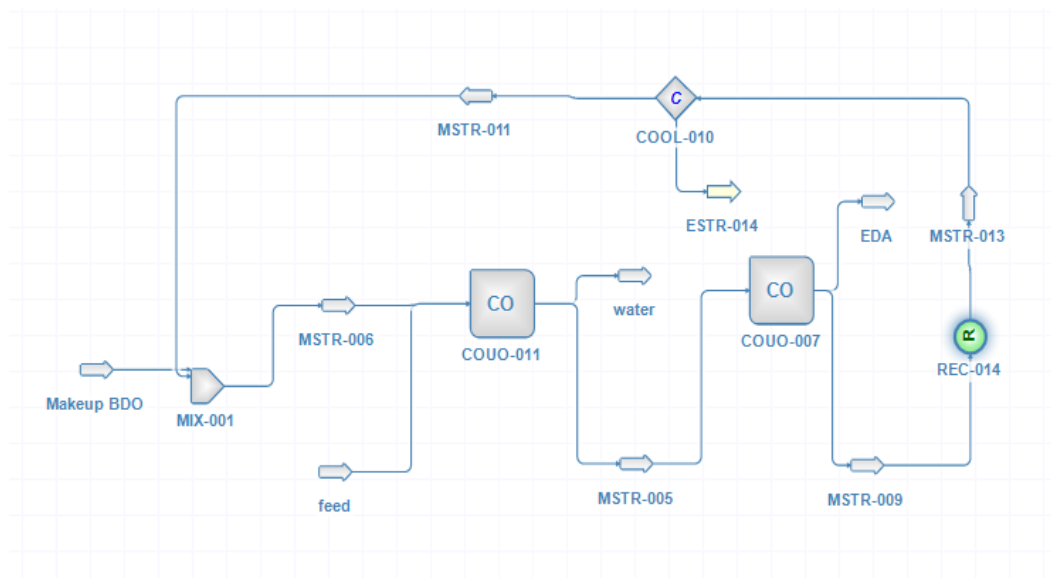 C
MSTR-011
COOL-010
ESTR-014
EDA
MSTR-013
CO
CO
water
MSTR-006
COUO-011
COUO-007
R
REC-014
Makeup BDO
MIX-001
feed
MSTR-005
MSTR-009